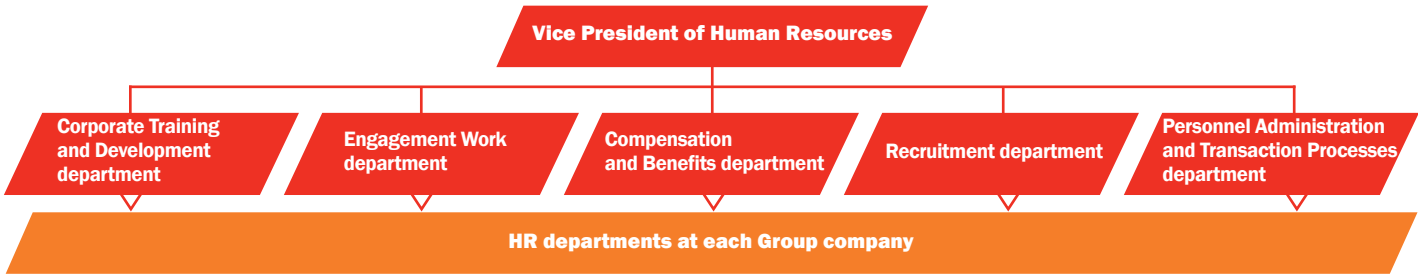 Vice President of Human Resources
Corporate Training
and Development
department
Engagement Work
department
Compensation
and Benefits department
Recruitment department
Personnel Administration
and Transaction Processes
department
HR departments at each Group company